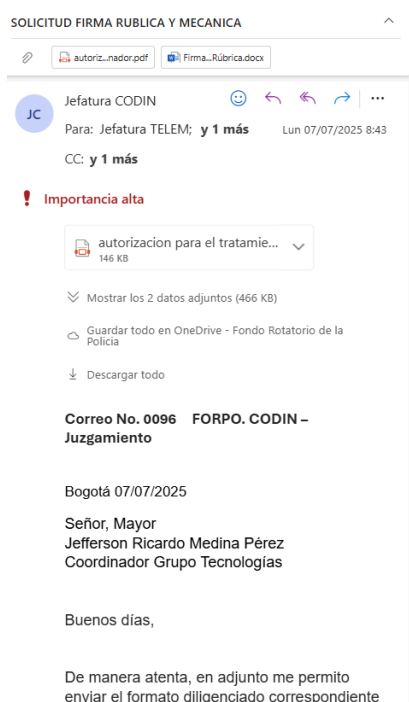 SOLICITUD FIRMA RUBLICA Y MECANICA
autoriz...nador.pdf
Firma...Rúbrica.docx
JC
Jefatura CODIN
Para: Jefatura TELEM; y 1 más
Lun 07/07/2025 8:43
CC: y 1 más
Importancia alta
autorizacion para el tratamie...
146 KB
Mostrar los 2 datos adjuntos (466 KB)
Guardar todo en OneDrive - Fondo Rotatorio de la
Policia
Descargar todo
Correo No. 0096 FORPO. CODIN –
Juzgamiento
Bogotá 07/07/2025
Señor, Mayor
Jefferson Ricardo Medina Pérez
Coordinador Grupo Tecnologías
Buenos días,
De manera atenta, en adjunto me permito
enviar el formato diligenciado correspondiente